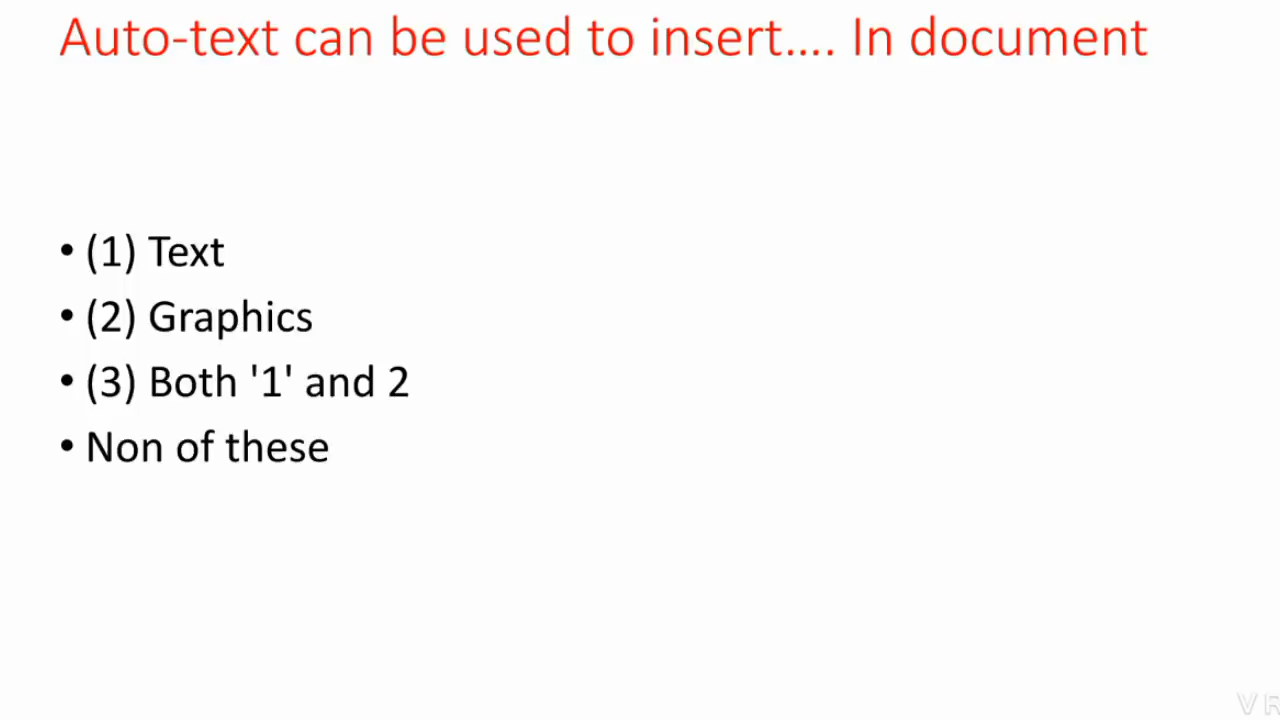 Auto-text can be used to insert.... In document
• (1) Text
• (2) Graphics
• (3) Both '1' and 2
• Non of these
VR